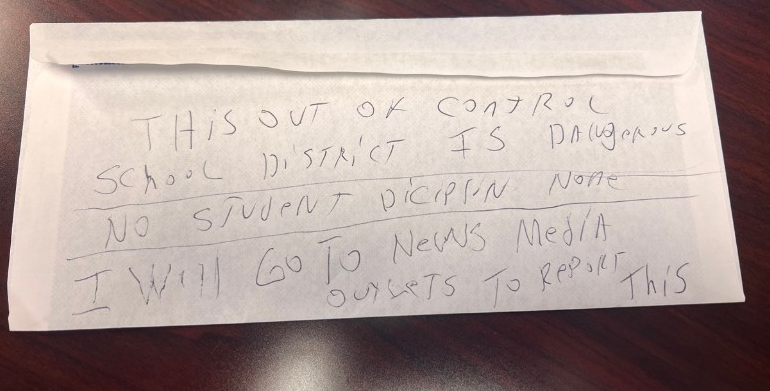 THiS OUT OK CONTROL
SCHOOL DiSTRiCT IS DANgeROUS
NO STUDeNT DICIPLIN NONe
I Will GO TO NeWS MediA
OUTLeTS TO RePORT THiS